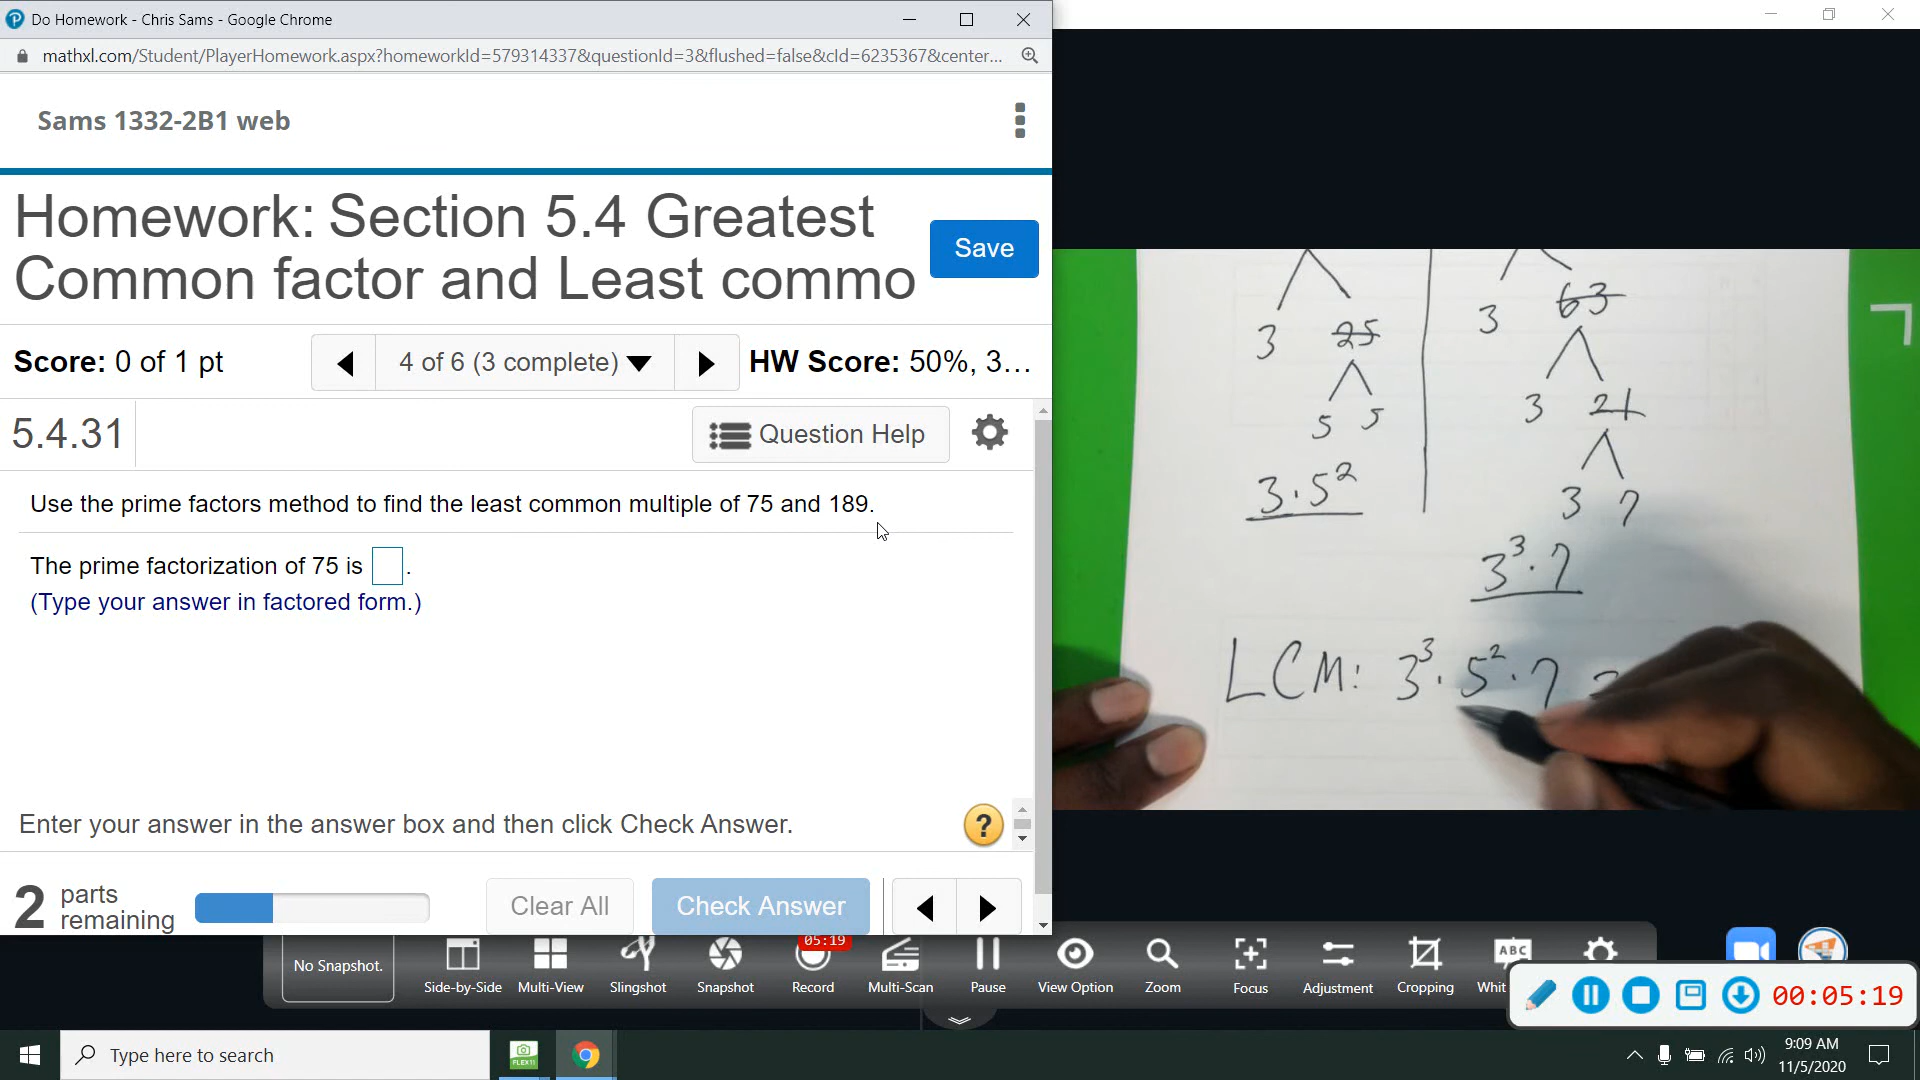 Do Homework - Chris Sams - Google Chrome
mathxl.com/Student/PlayerHomework.aspx?homeworkId=579314337&questionId=3&flushed=false&cId=6235367&center...
Sams 1332-2B1 web
Homework: Section 5.4 Greatest
Common factor and Least commo
Save
Score: 0 of 1 pt
4 of 6 (3 complete)
HW Score: 50%, 3...
5.4.31
Question Help
Use the prime factors method to find the least common multiple of 75 and 189.
The prime factorization of 75 is .
(Type your answer in factored form.)
Enter your answer in the answer box and then click Check Answer.
?
2 parts
remaining
Clear All
Check Answer
3 25
5 5
3 · 5²
3 63
3 21
3 7
3³ · 7
LCM: 3³ · 5² · 7
No Snapshot.
Side-by-Side
Multi-View
Slingshot
Snapshot
05:19
Record
Multi-Scan
Pause
View Option
Zoom
Focus
Adjustment
Cropping
ABC
Whit
00:05:19
Type here to search
FLEX11
9:09 AM
11/5/2020